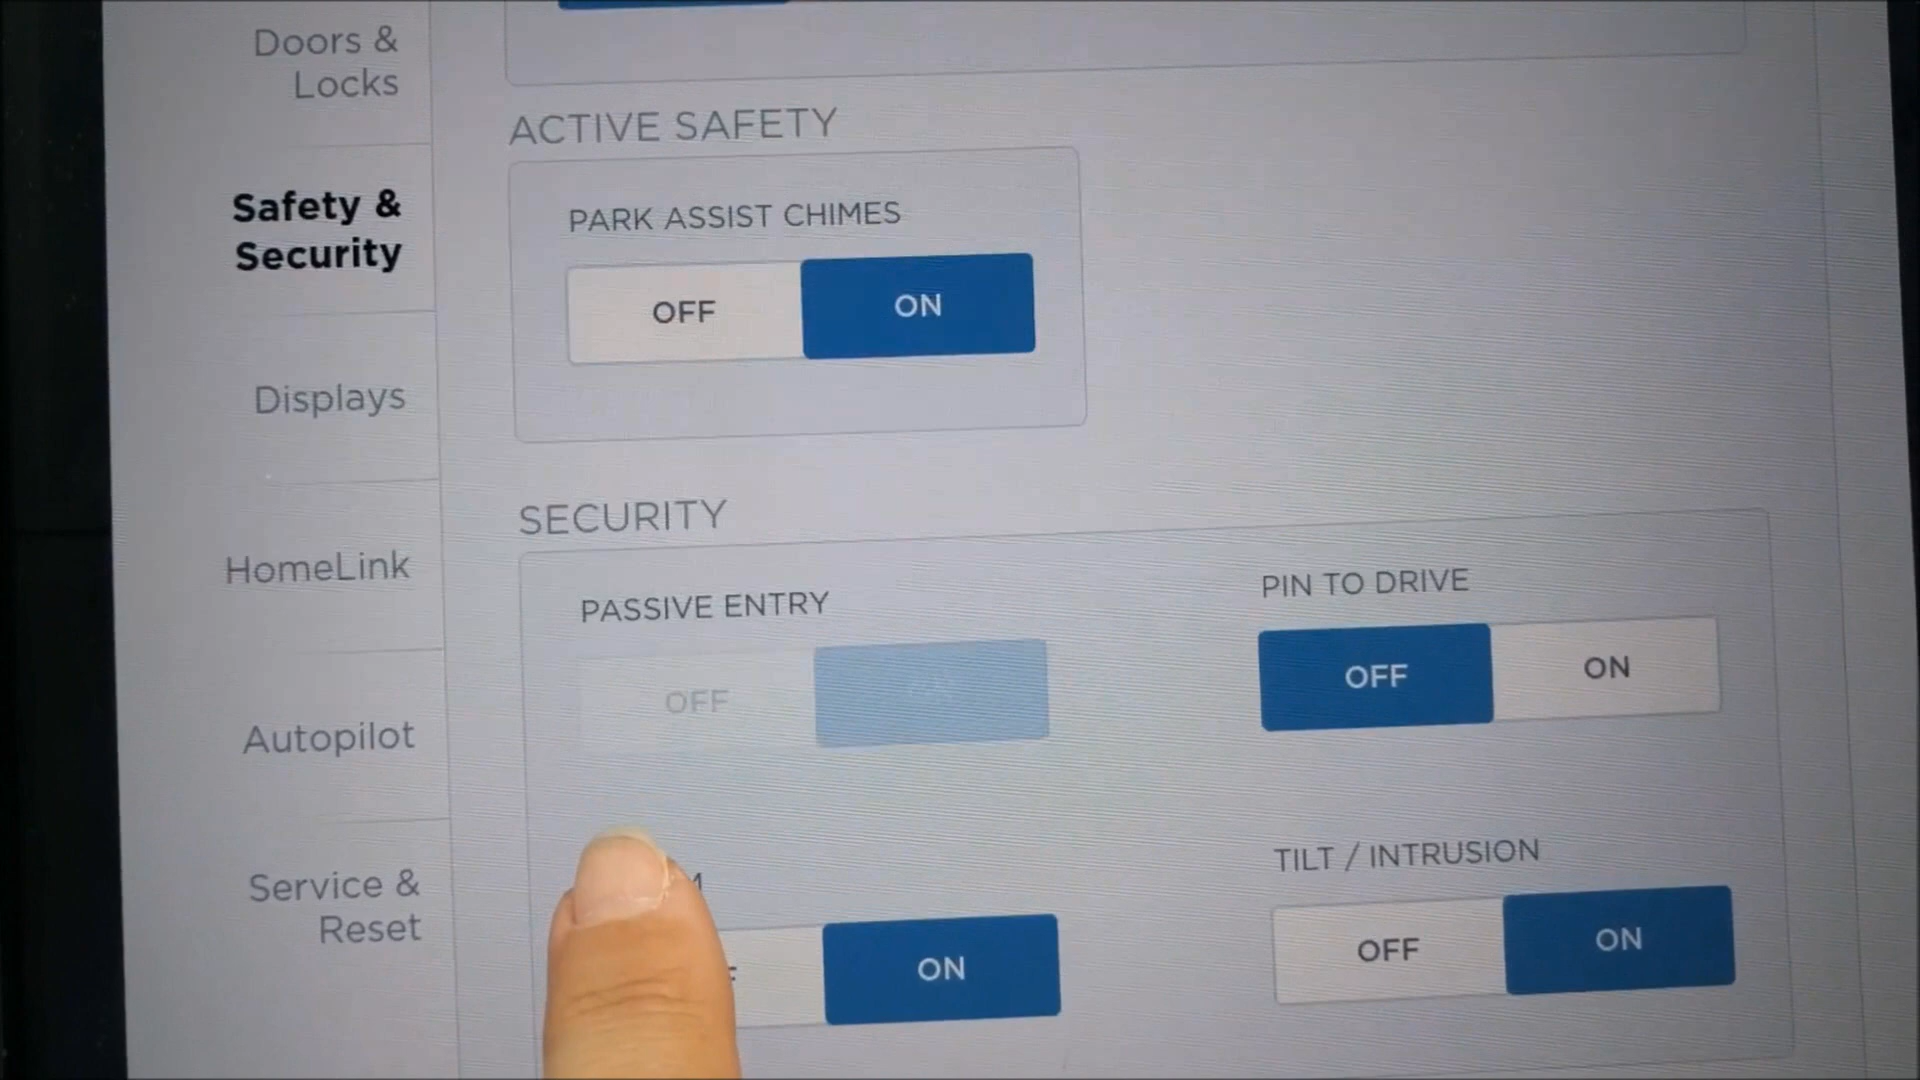 Doors &
Locks
Safety &
Security
Displays
HomeLink
Autopilot
Service &
Reset
ACTIVE SAFETY
PARK ASSIST CHIMES
OFF ON
SECURITY
PASSIVE ENTRY
OFF
PIN TO DRIVE
OFF ON
ON
TILT / INTRUSION
OFF ON